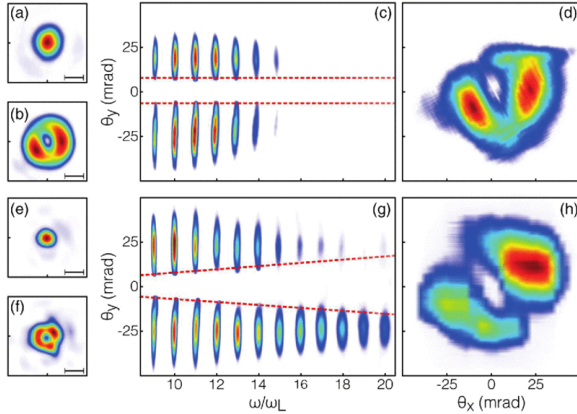 (a)
(b)
(c)
(d)
θy (mrad)
25
0
-25
(e)
(f)
(g)
(h)
θy (mrad)
25
0
-25
10 12 14 16 18 20
ω/ωL
-25 0 25
θx (mrad)